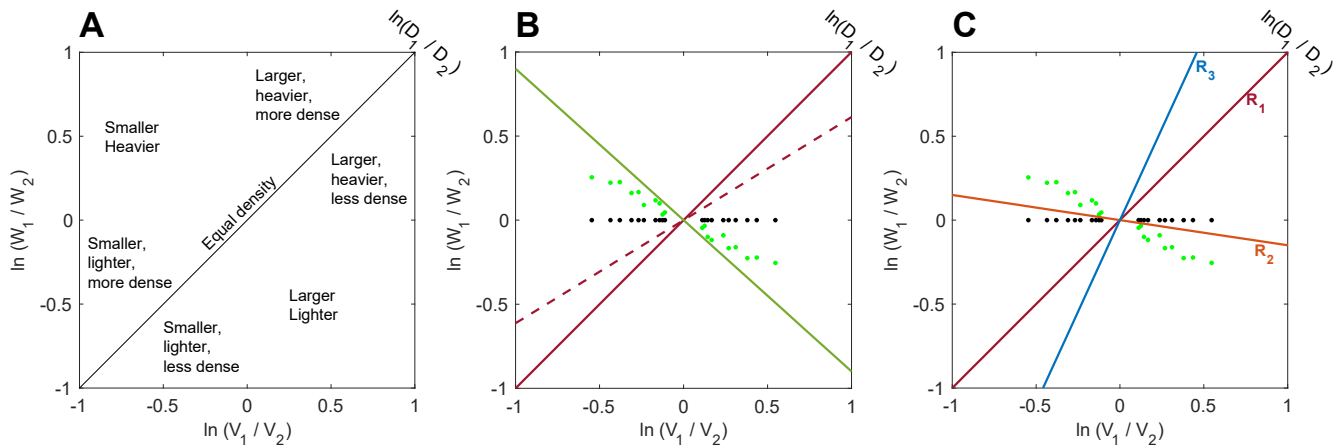 A
ln(D1 / D2)
1
0.5
0
-0.5
-1
ln (W1 / W2)
Larger,
heavier,
more dense
Smaller
Heavier
Larger,
heavier,
less dense
Equal density
Smaller,
lighter,
more dense
Larger
Lighter
Smaller,
lighter,
less dense
-1 -0.5 0 0.5 1
ln (V1 / V2)
B
ln(D1 / D2)
1
0.5
0
-0.5
-1
ln (W1 / W2)
-1 -0.5 0 0.5 1
ln (V1 / V2)
C
ln(D1 / D2)
1
0.5
0
-0.5
-1
ln (W1 / W2)
R3
R1
R2
-1 -0.5 0 0.5 1
ln (V1 / V2)